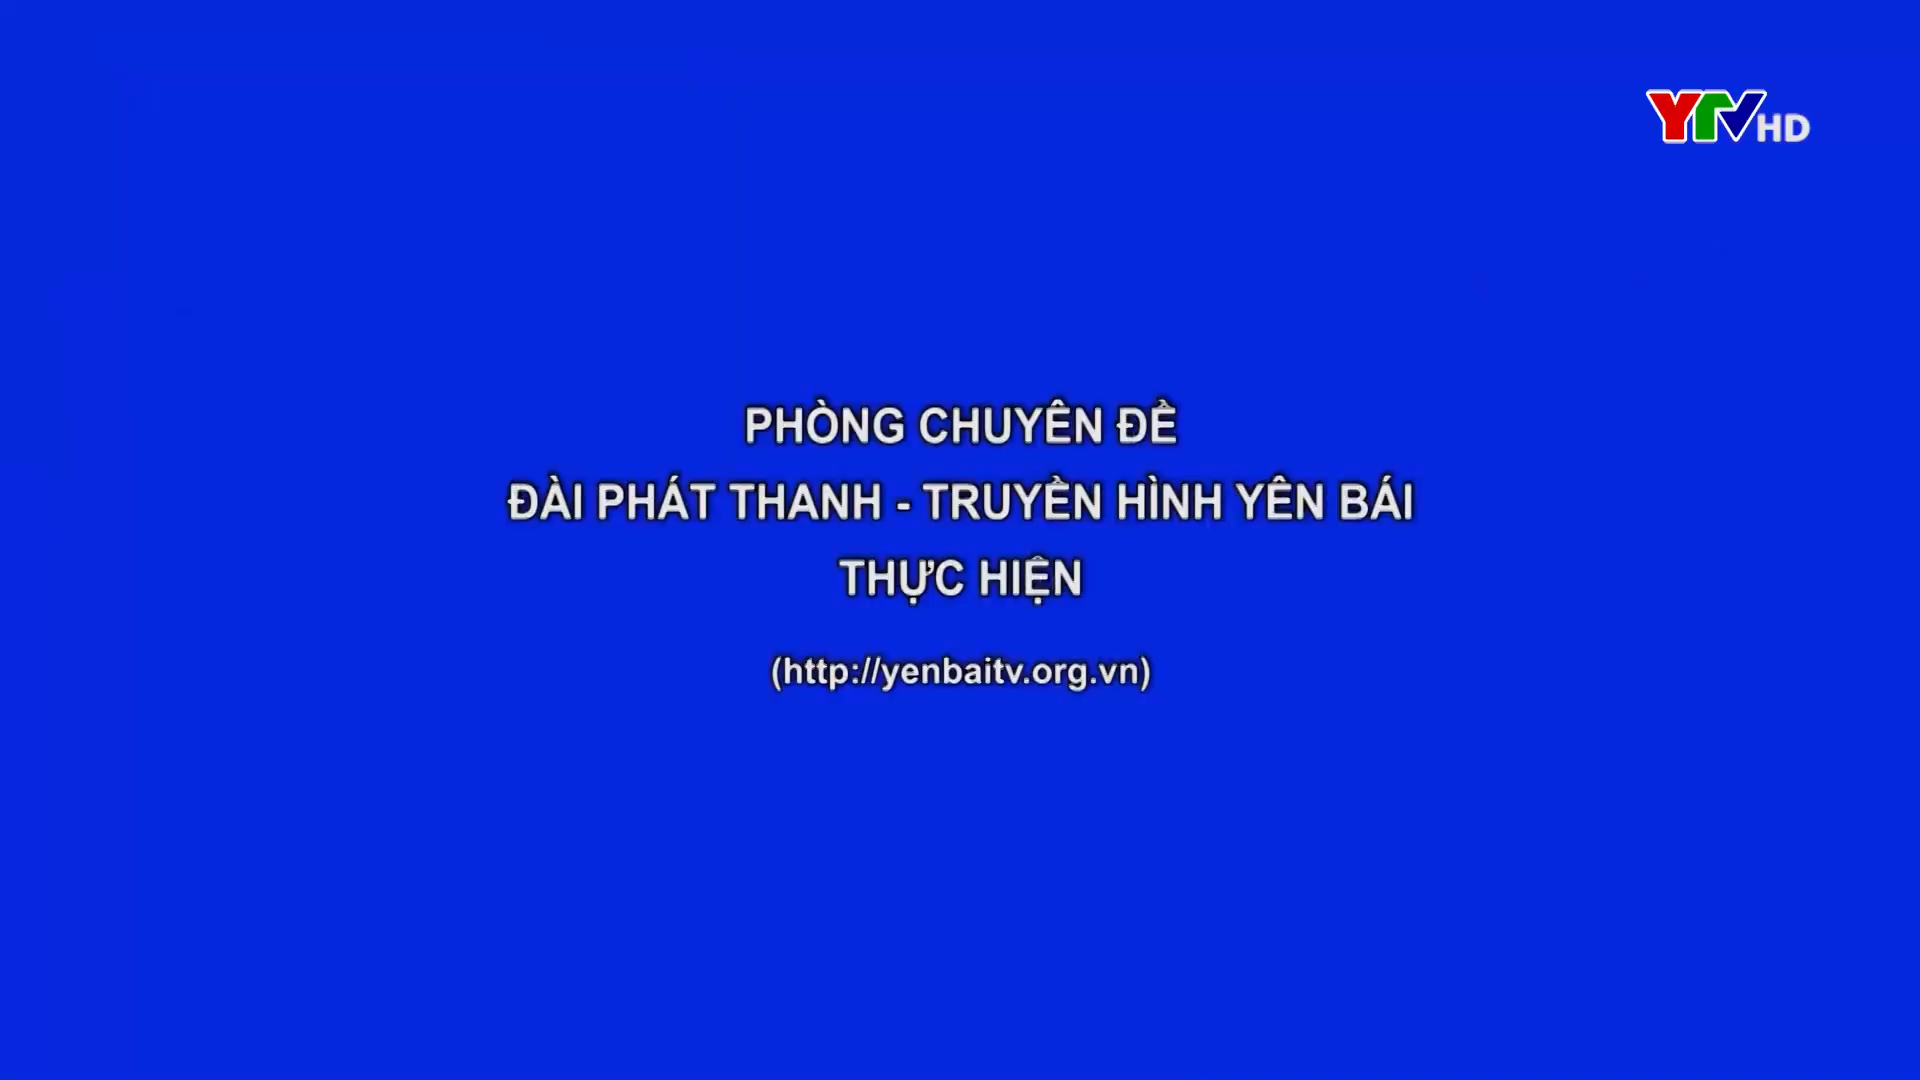 YTV HD
PHÒNG CHUYÊN ĐỀ
ĐÀI PHÁT THANH - TRUYỀN HÌNH YÊN BÁI
THỰC HIỆN
(http://yenbaitv.org.vn)